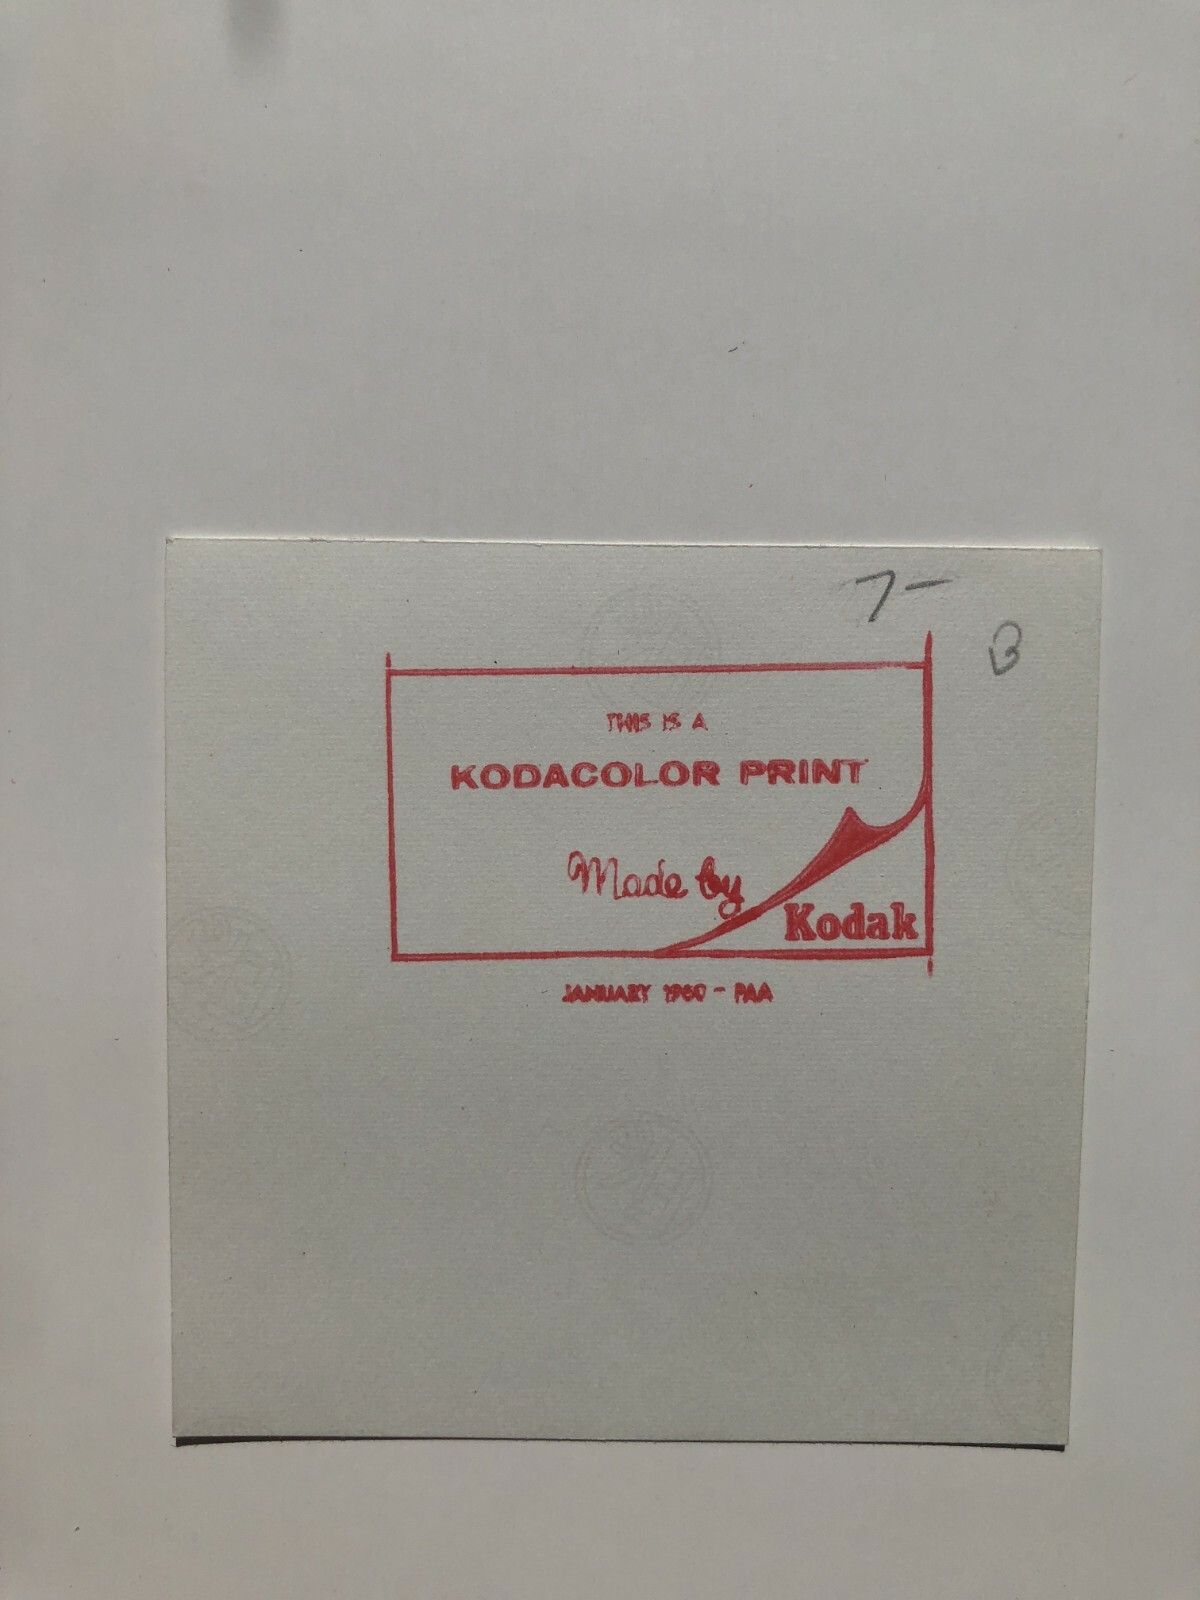 7-
B
THIS IS A
KODACOLOR PRINT
Made by
Kodak
JANUARY 1960 - PAA